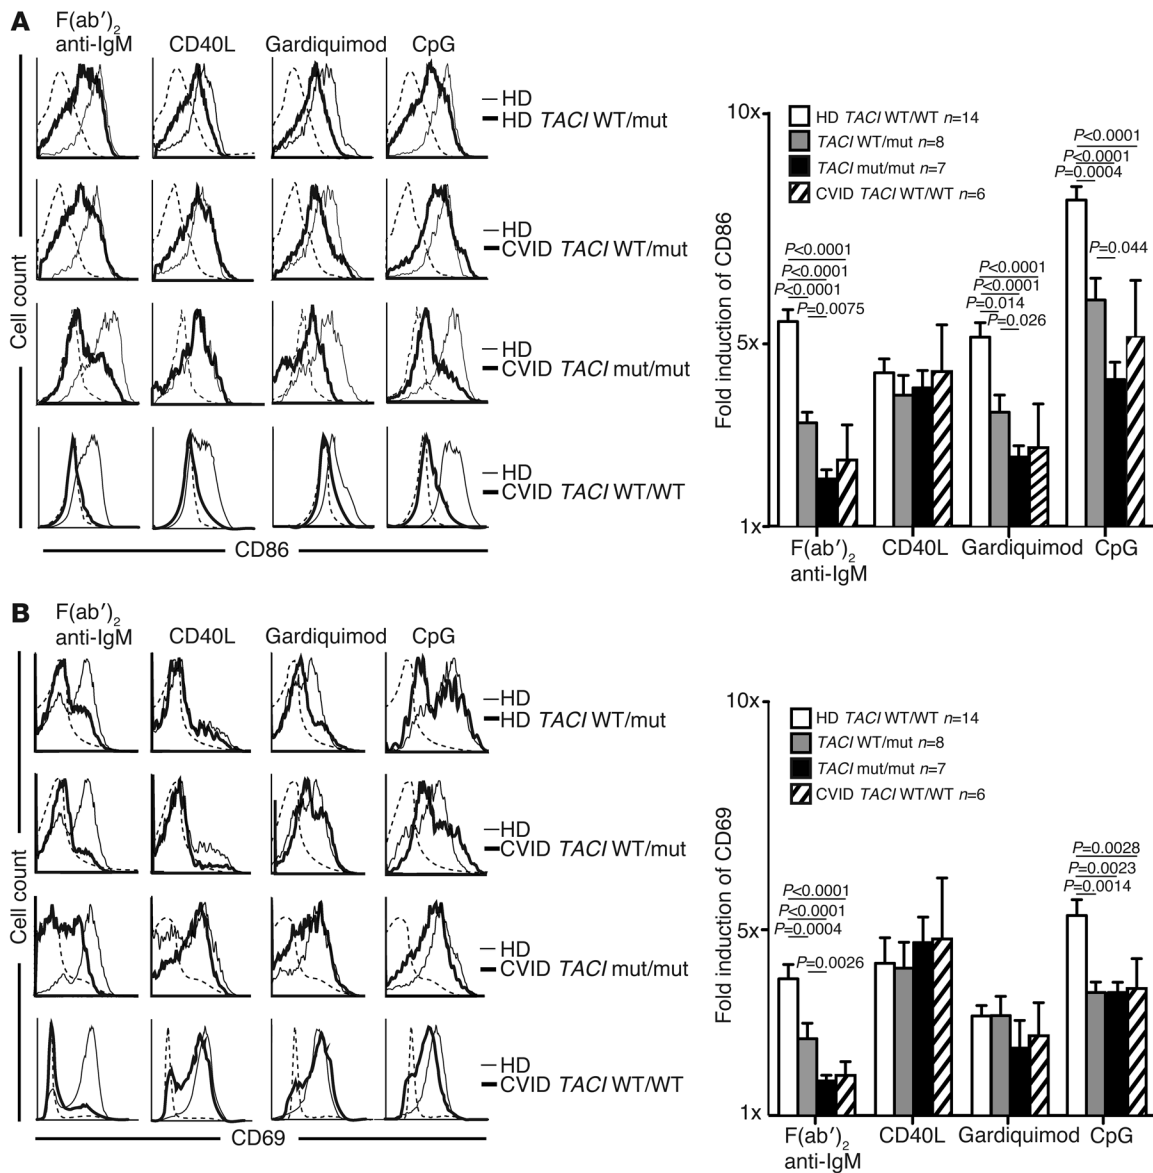 A
F(ab′)2
anti-IgM
CD40L
Gardiquimod
CpG
Cell count
HD
HD TACI WT/mut
HD
CVID TACI WT/mut
HD
CVID TACI mut/mut
HD
CVID TACI WT/WT
CD86
10x
5x
1x
Fold induction of CD86
HD TACI WT/WT n=14
TACI WT/mut n=8
TACI mut/mut n=7
CVID TACI WT/WT n=6
P<0.0001
P<0.0001
P<0.0001
P=0.0075
P<0.0001
P<0.0001
P=0.014
P=0.026
P<0.0001
P<0.0001
P=0.0004
P=0.044
F(ab′)2
anti-IgM
CD40L
Gardiquimod
CpG
B
F(ab′)2
anti-IgM
CD40L
Gardiquimod
CpG
Cell count
HD
HD TACI WT/mut
HD
CVID TACI WT/mut
HD
CVID TACI mut/mut
HD
CVID TACI WT/WT
CD69
10x
5x
1x
Fold induction of CD69
HD TACI WT/WT n=14
TACI WT/mut n=8
TACI mut/mut n=7
CVID TACI WT/WT n=6
P<0.0001
P<0.0001
P=0.0004
P=0.0026
P=0.0028
P=0.0023
P=0.0014
F(ab′)2
anti-IgM
CD40L
Gardiquimod
CpG